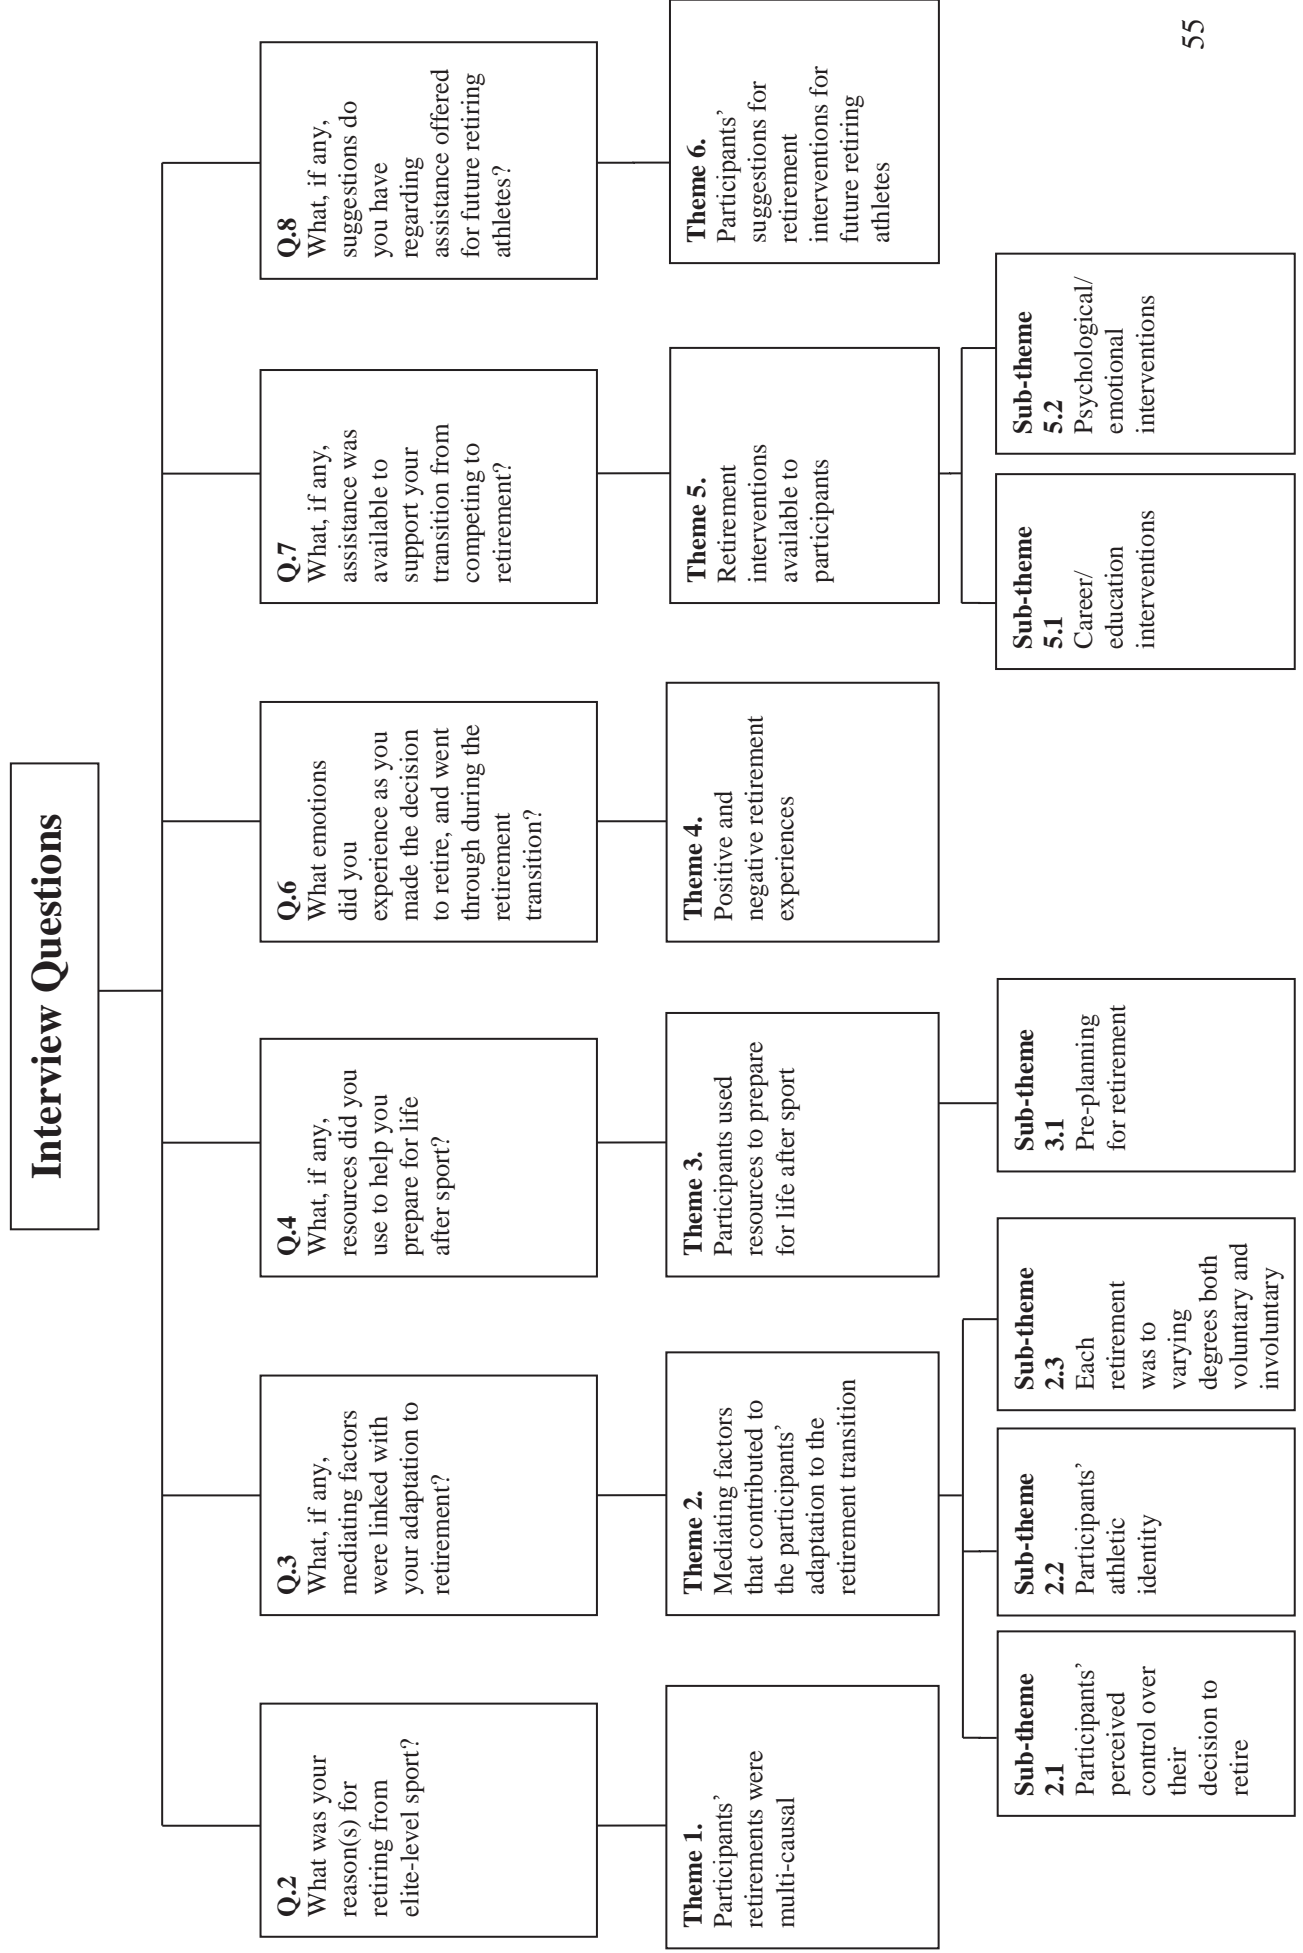 Interview Questions
Q.2
What was your
reason(s) for
retiring from
elite-level sport?
Q.3
What, if any,
mediating factors
were linked with
your adaptation to
retirement?
Q.4
What, if any,
resources did you
use to help you
prepare for life
after sport?
Q.6
What emotions
did you
experience as you
made the decision
to retire, and went
through during the
retirement
transition?
Q.7
What, if any,
assistance was
available to
support your
transition from
competing to
retirement?
Q.8
What, if any,
suggestions do
you have
regarding
assistance offered
for future retiring
athletes?
Theme 1.
Participants’
retirements were
multi-causal
Theme 2.
Mediating factors
that contributed to
the participants’
adaptation to the
retirement transition
Theme 3.
Participants used
resources to prepare
for life after sport
Theme 4.
Positive and
negative retirement
experiences
Theme 5.
Retirement
interventions
available to
participants
Theme 6.
Participants’
suggestions for
retirement
interventions for
future retiring
athletes
Sub-theme
2.1
Participants’
perceived
control over
their
decision to
retire
Sub-theme
2.2
Participants’
athletic
identity
Sub-theme
2.3
Each
retirement
was to
varying
degrees both
voluntary and
involuntary
Sub-theme
3.1
Pre-planning
for retirement
Sub-theme
5.1
Career/
education
interventions
Sub-theme
5.2
Psychological/
emotional
interventions
55